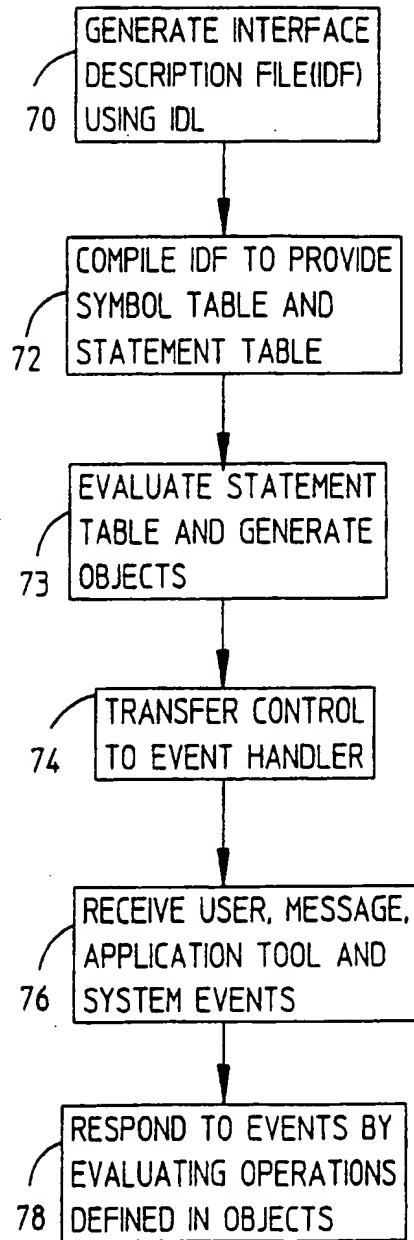 GENERATE INTERFACE
DESCRIPTION FILE(IDF)
USING IDL
70
COMPILE IDF TO PROVIDE
SYMBOL TABLE AND
STATEMENT TABLE
72
EVALUATE STATEMENT
TABLE AND GENERATE
OBJECTS
73
TRANSFER CONTROL
TO EVENT HANDLER
74
RECEIVE USER, MESSAGE,
APPLICATION TOOL AND
SYSTEM EVENTS
76
RESPOND TO EVENTS BY
EVALUATING OPERATIONS
DEFINED IN OBJECTS
78